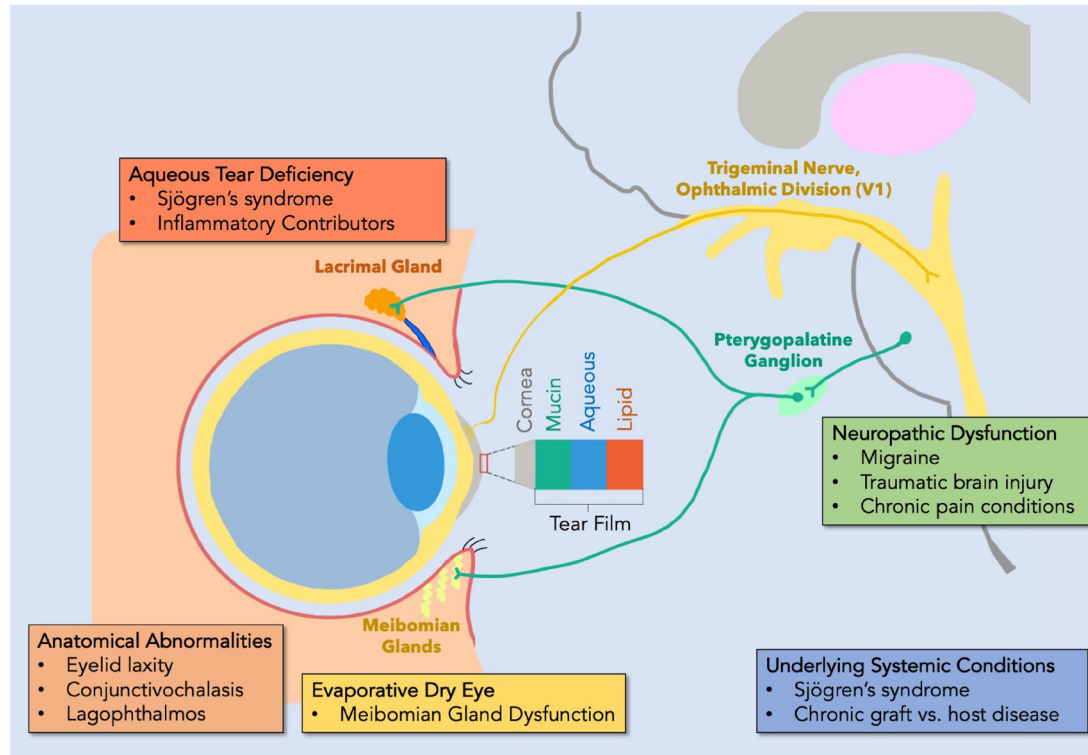 Trigeminal Nerve,
Ophthalmic Division (V1)
Aqueous Tear Deficiency
• Sjögren's syndrome
• Inflammatory Contributors
Lacrimal Gland
Pterygopalatine
Ganglion
Cornea
Mucin
Aqueous
Lipid
Tear Film
Neuropathic Dysfunction
• Migraine
• Traumatic brain injury
• Chronic pain conditions
Meibomian
Glands
Anatomical Abnormalities
• Eyelid laxity
• Conjunctivochalasis
• Lagophthalmos
Evaporative Dry Eye
• Meibomian Gland Dysfunction
Underlying Systemic Conditions
• Sjögren's syndrome
• Chronic graft vs. host disease